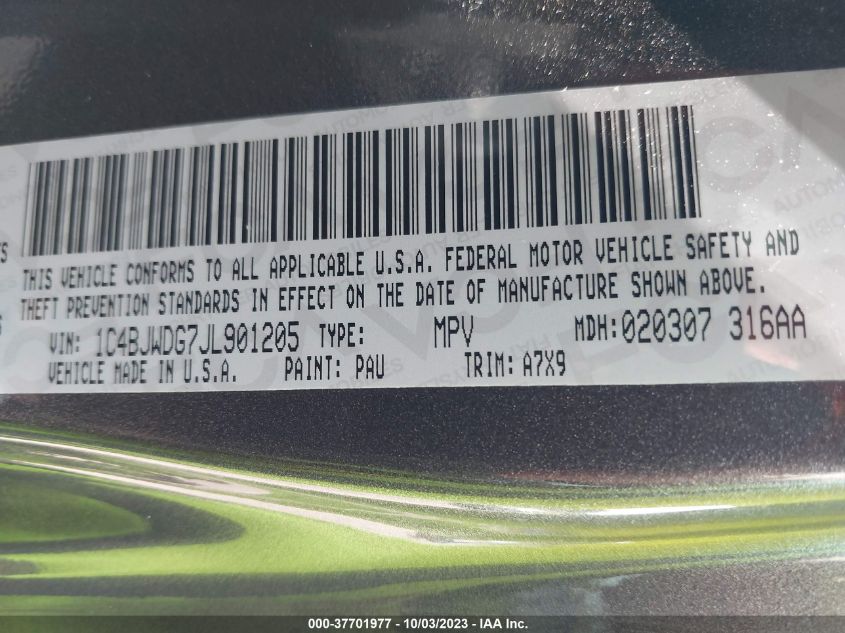 THIS VEHICLE CONFORMS TO ALL APPLICABLE U.S.A. FEDERAL MOTOR VEHICLE SAFETY AND
THEFT PREVENTION STANDARDS IN EFFECT ON THE DATE OF MANUFACTURE SHOWN ABOVE.
VIN: 1C4BJWDG7JL901205 TYPE: MPV MDH:020307 316AA
VEHICLE MADE IN U.S.A. PAINT: PAU TRIM: A7X9
000-37701977 - 10/03/2023 - IAA Inc.